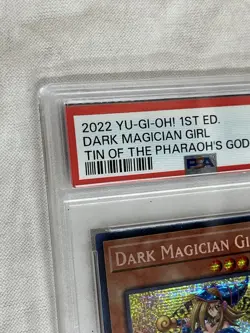 2022 YU-GI-OH! 1ST ED.
DARK MAGICIAN GIRL
TIN OF THE PHARAOH'S GOD
PSA
DARK MAGICIAN GI